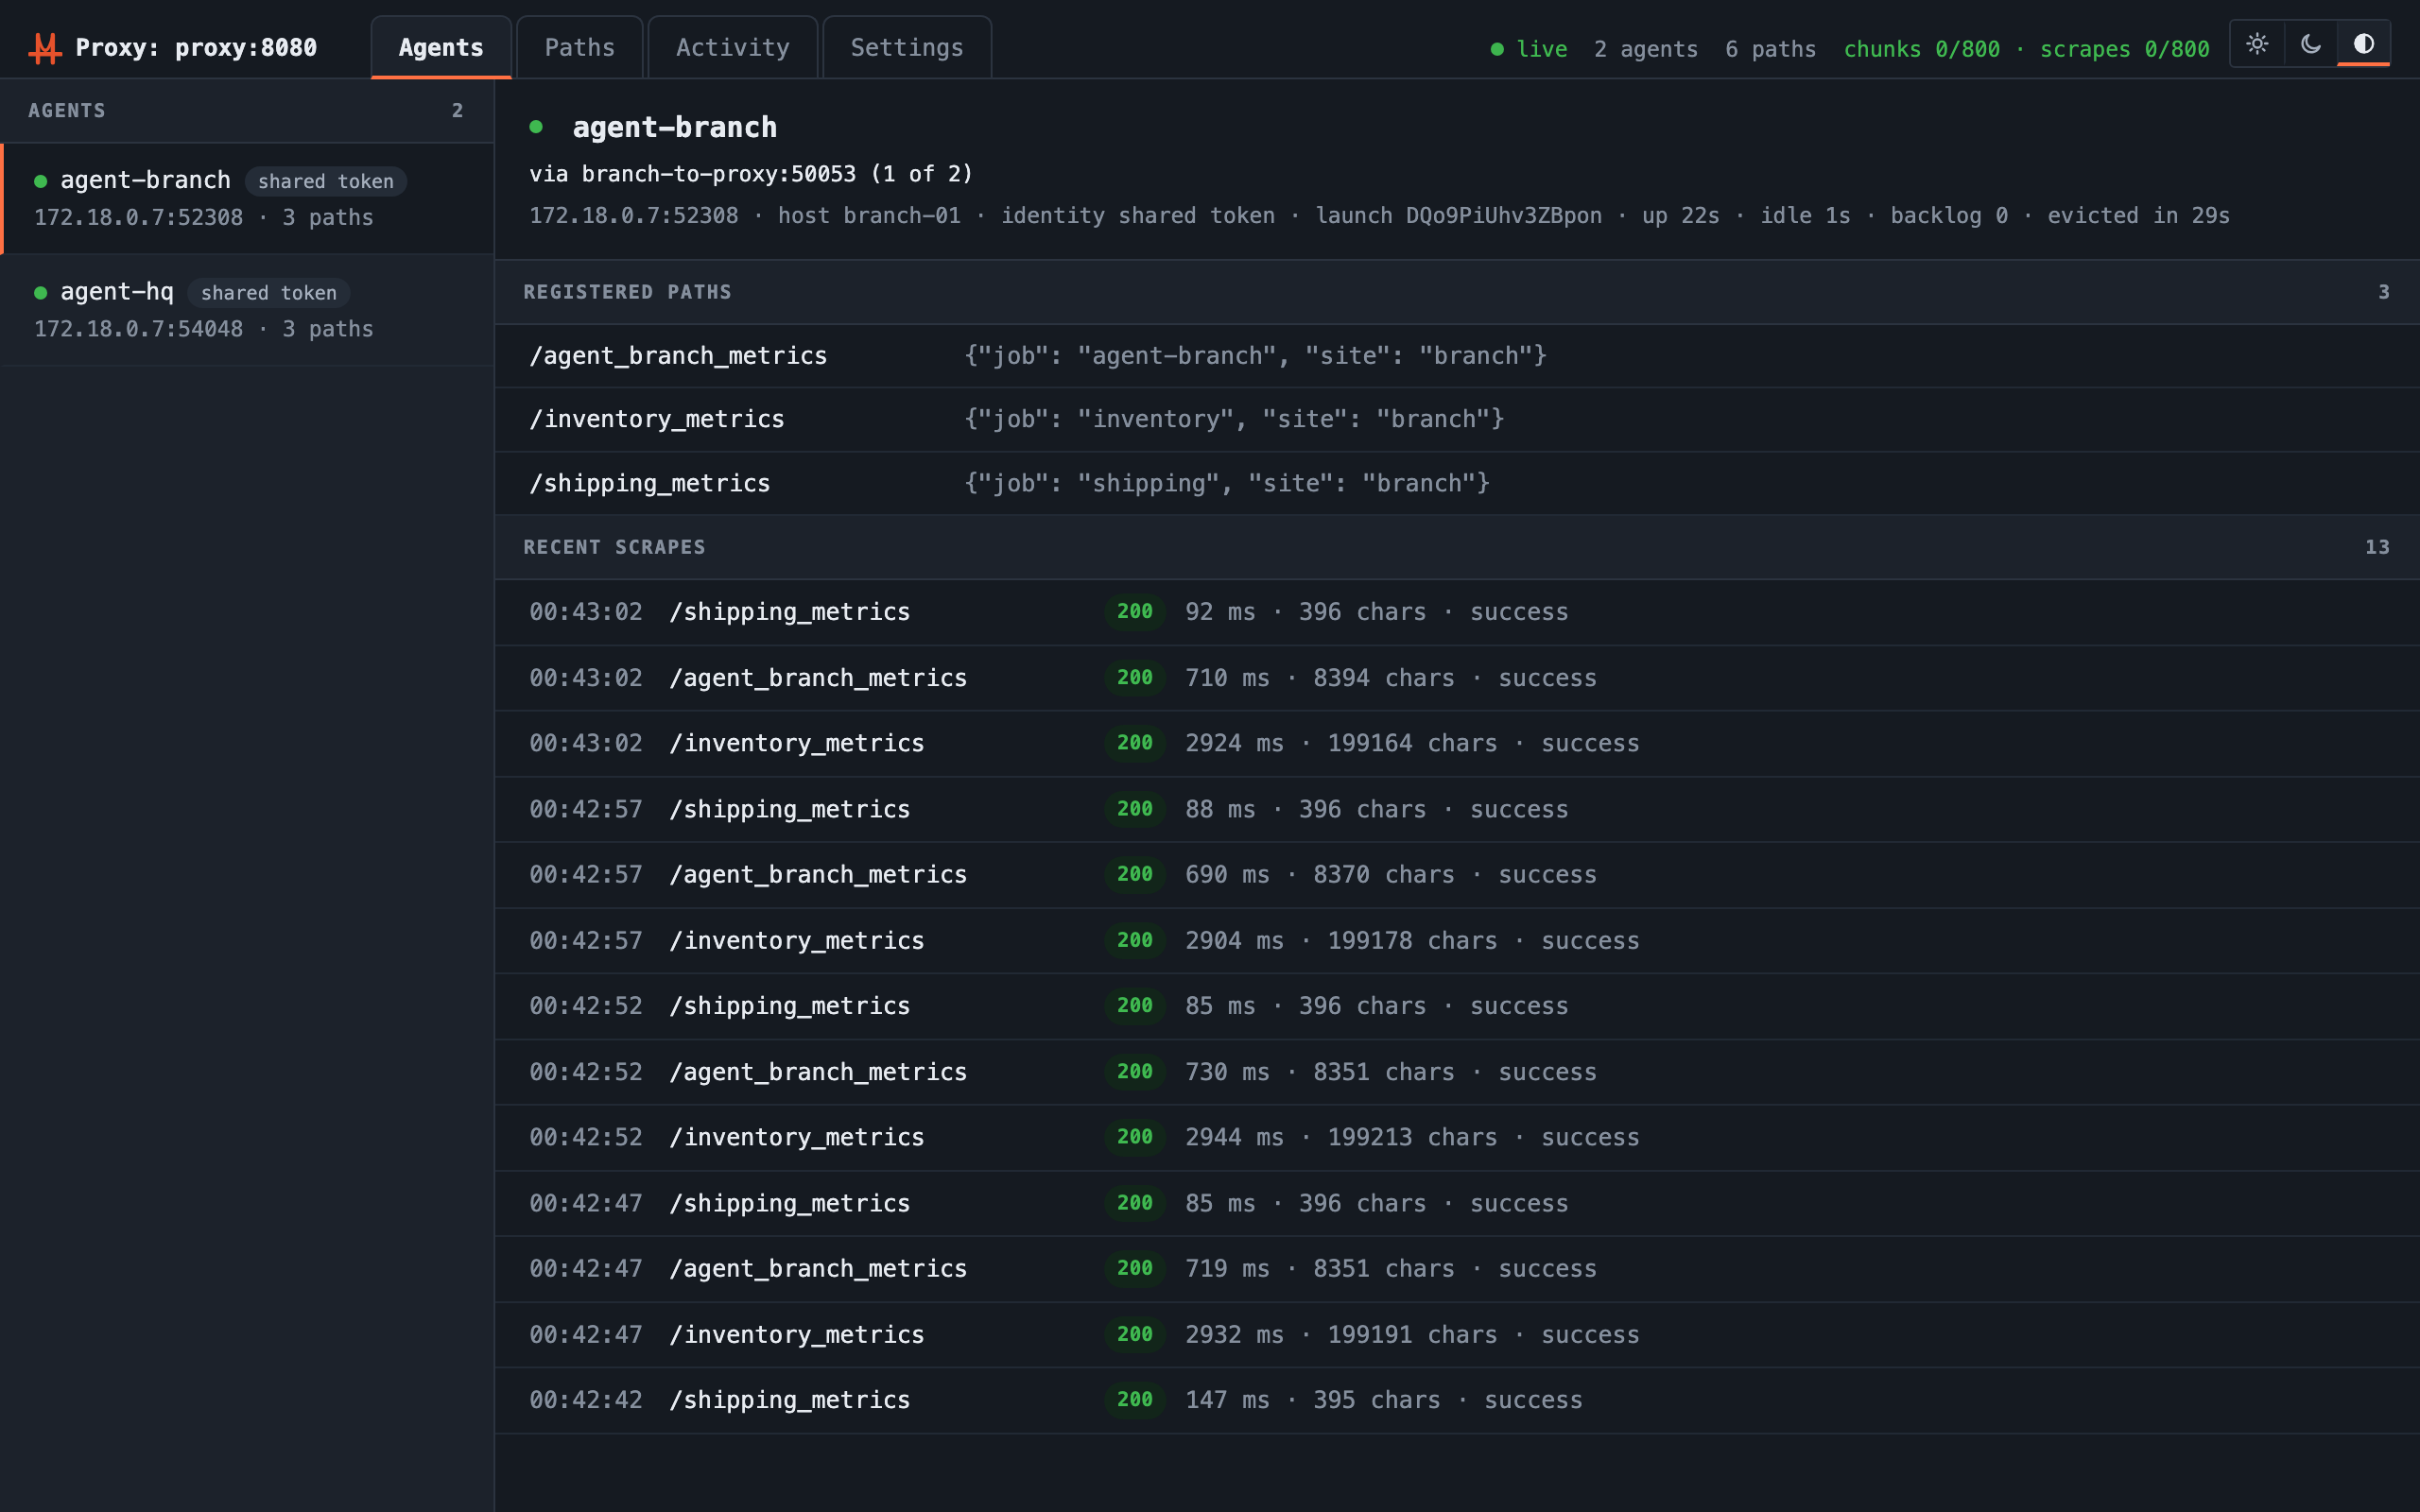 Proxy: proxy:8080 Agents Paths Activity Settings live 2 agents 6 paths chunks 0/800 · scrapes 0/800
AGENTS 2
agent-branch shared token
172.18.0.7:52308 · 3 paths
agent-hq shared token
172.18.0.7:54048 · 3 paths
agent-branch
via branch-to-proxy:50053 (1 of 2)
172.18.0.7:52308 · host branch-01 · identity shared token · launch DQo9PiUhv3ZBpon · up 22s · idle 1s · backlog 0 · evicted in 29s
REGISTERED PATHS 3
/agent_branch_metrics {"job": "agent-branch", "site": "branch"}
/inventory_metrics {"job": "inventory", "site": "branch"}
/shipping_metrics {"job": "shipping", "site": "branch"}
RECENT SCRAPES 13
00:43:02 /shipping_metrics 200 92 ms · 396 chars · success
00:43:02 /agent_branch_metrics 200 710 ms · 8394 chars · success
00:43:02 /inventory_metrics 200 2924 ms · 199164 chars · success
00:42:57 /shipping_metrics 200 88 ms · 396 chars · success
00:42:57 /agent_branch_metrics 200 690 ms · 8370 chars · success
00:42:57 /inventory_metrics 200 2904 ms · 199178 chars · success
00:42:52 /shipping_metrics 200 85 ms · 396 chars · success
00:42:52 /agent_branch_metrics 200 730 ms · 8351 chars · success
00:42:52 /inventory_metrics 200 2944 ms · 199213 chars · success
00:42:47 /shipping_metrics 200 85 ms · 396 chars · success
00:42:47 /agent_branch_metrics 200 719 ms · 8351 chars · success
00:42:47 /inventory_metrics 200 2932 ms · 199191 chars · success
00:42:42 /shipping_metrics 200 147 ms · 395 chars · success